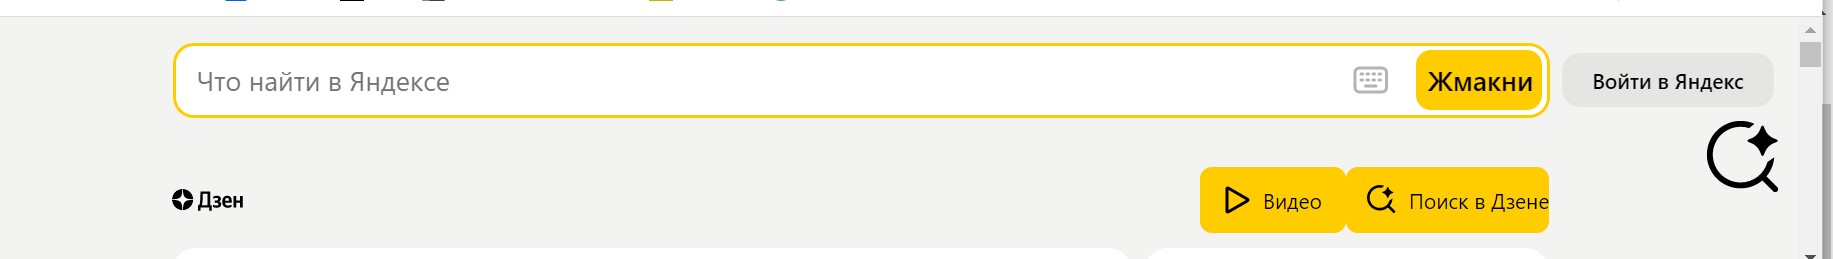 Что найти в Яндексе
Жмакни
Войти в Яндекс
Дзен
Видео
Поиск в Дзене